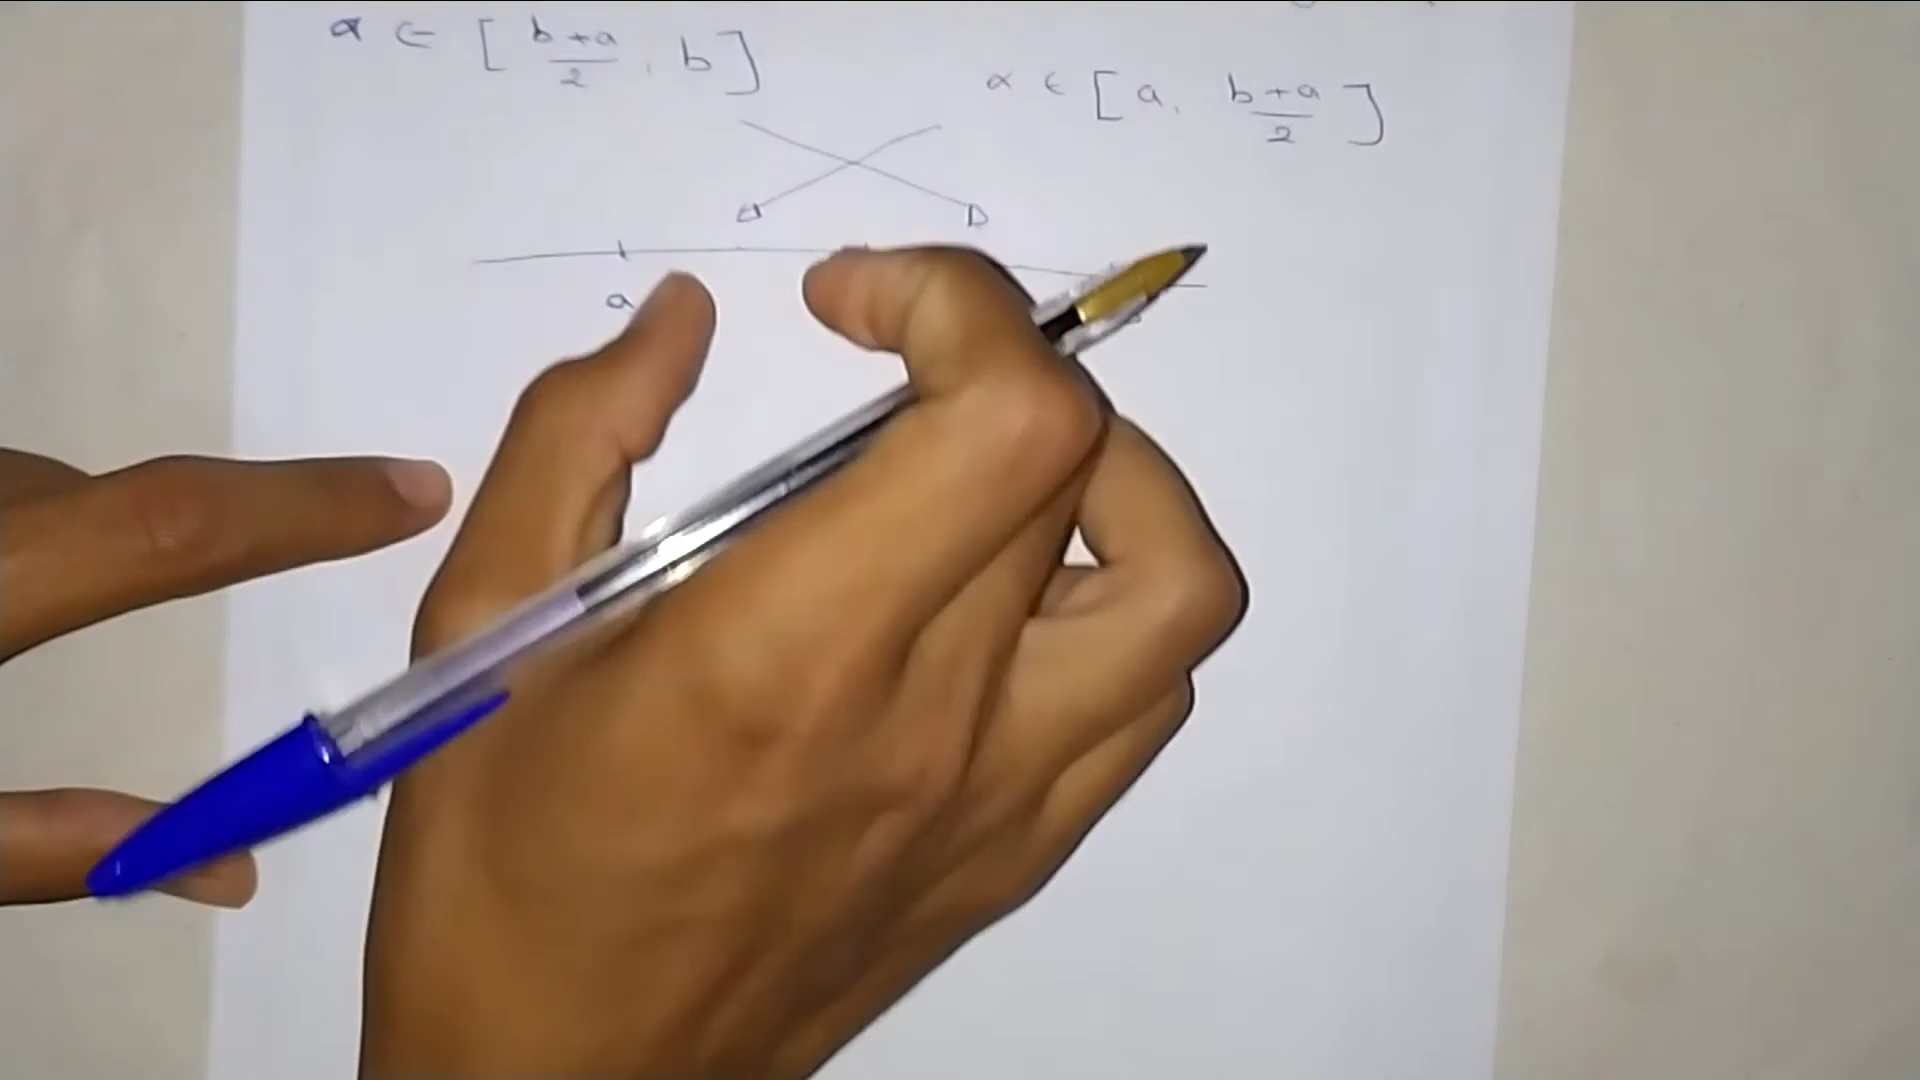 α ∈ [ b+a/2 , b ]
α ∈ [ a, b+a/2 ]
a